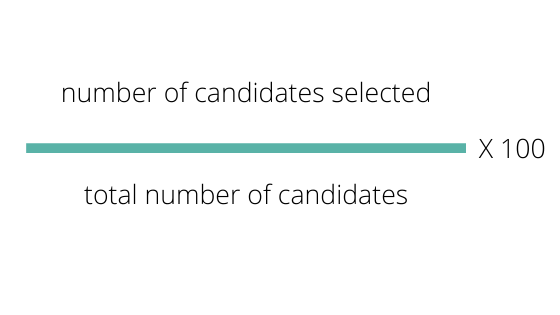 number of candidates selected
X 100
total number of candidates